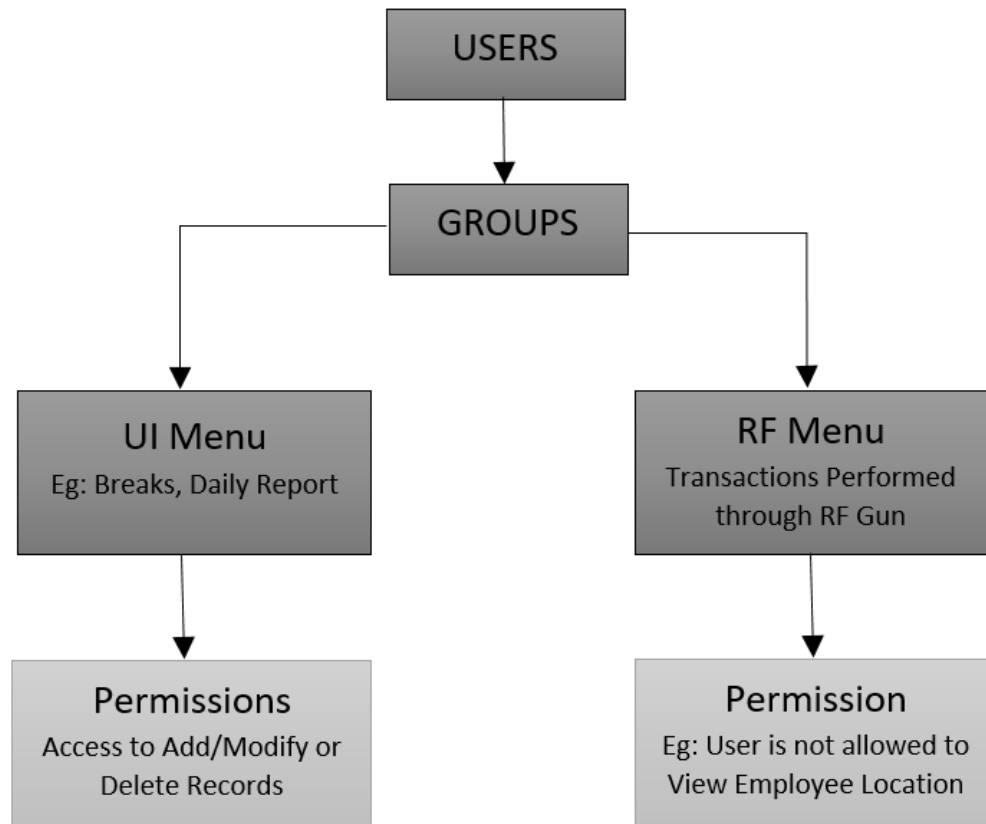 USERS
GROUPS
UI Menu
Eg: Breaks, Daily Report
RF Menu
Transactions Performed
through RF Gun
Permissions
Access to Add/Modify or
Delete Records
Permission
Eg: User is not allowed to
View Employee Location